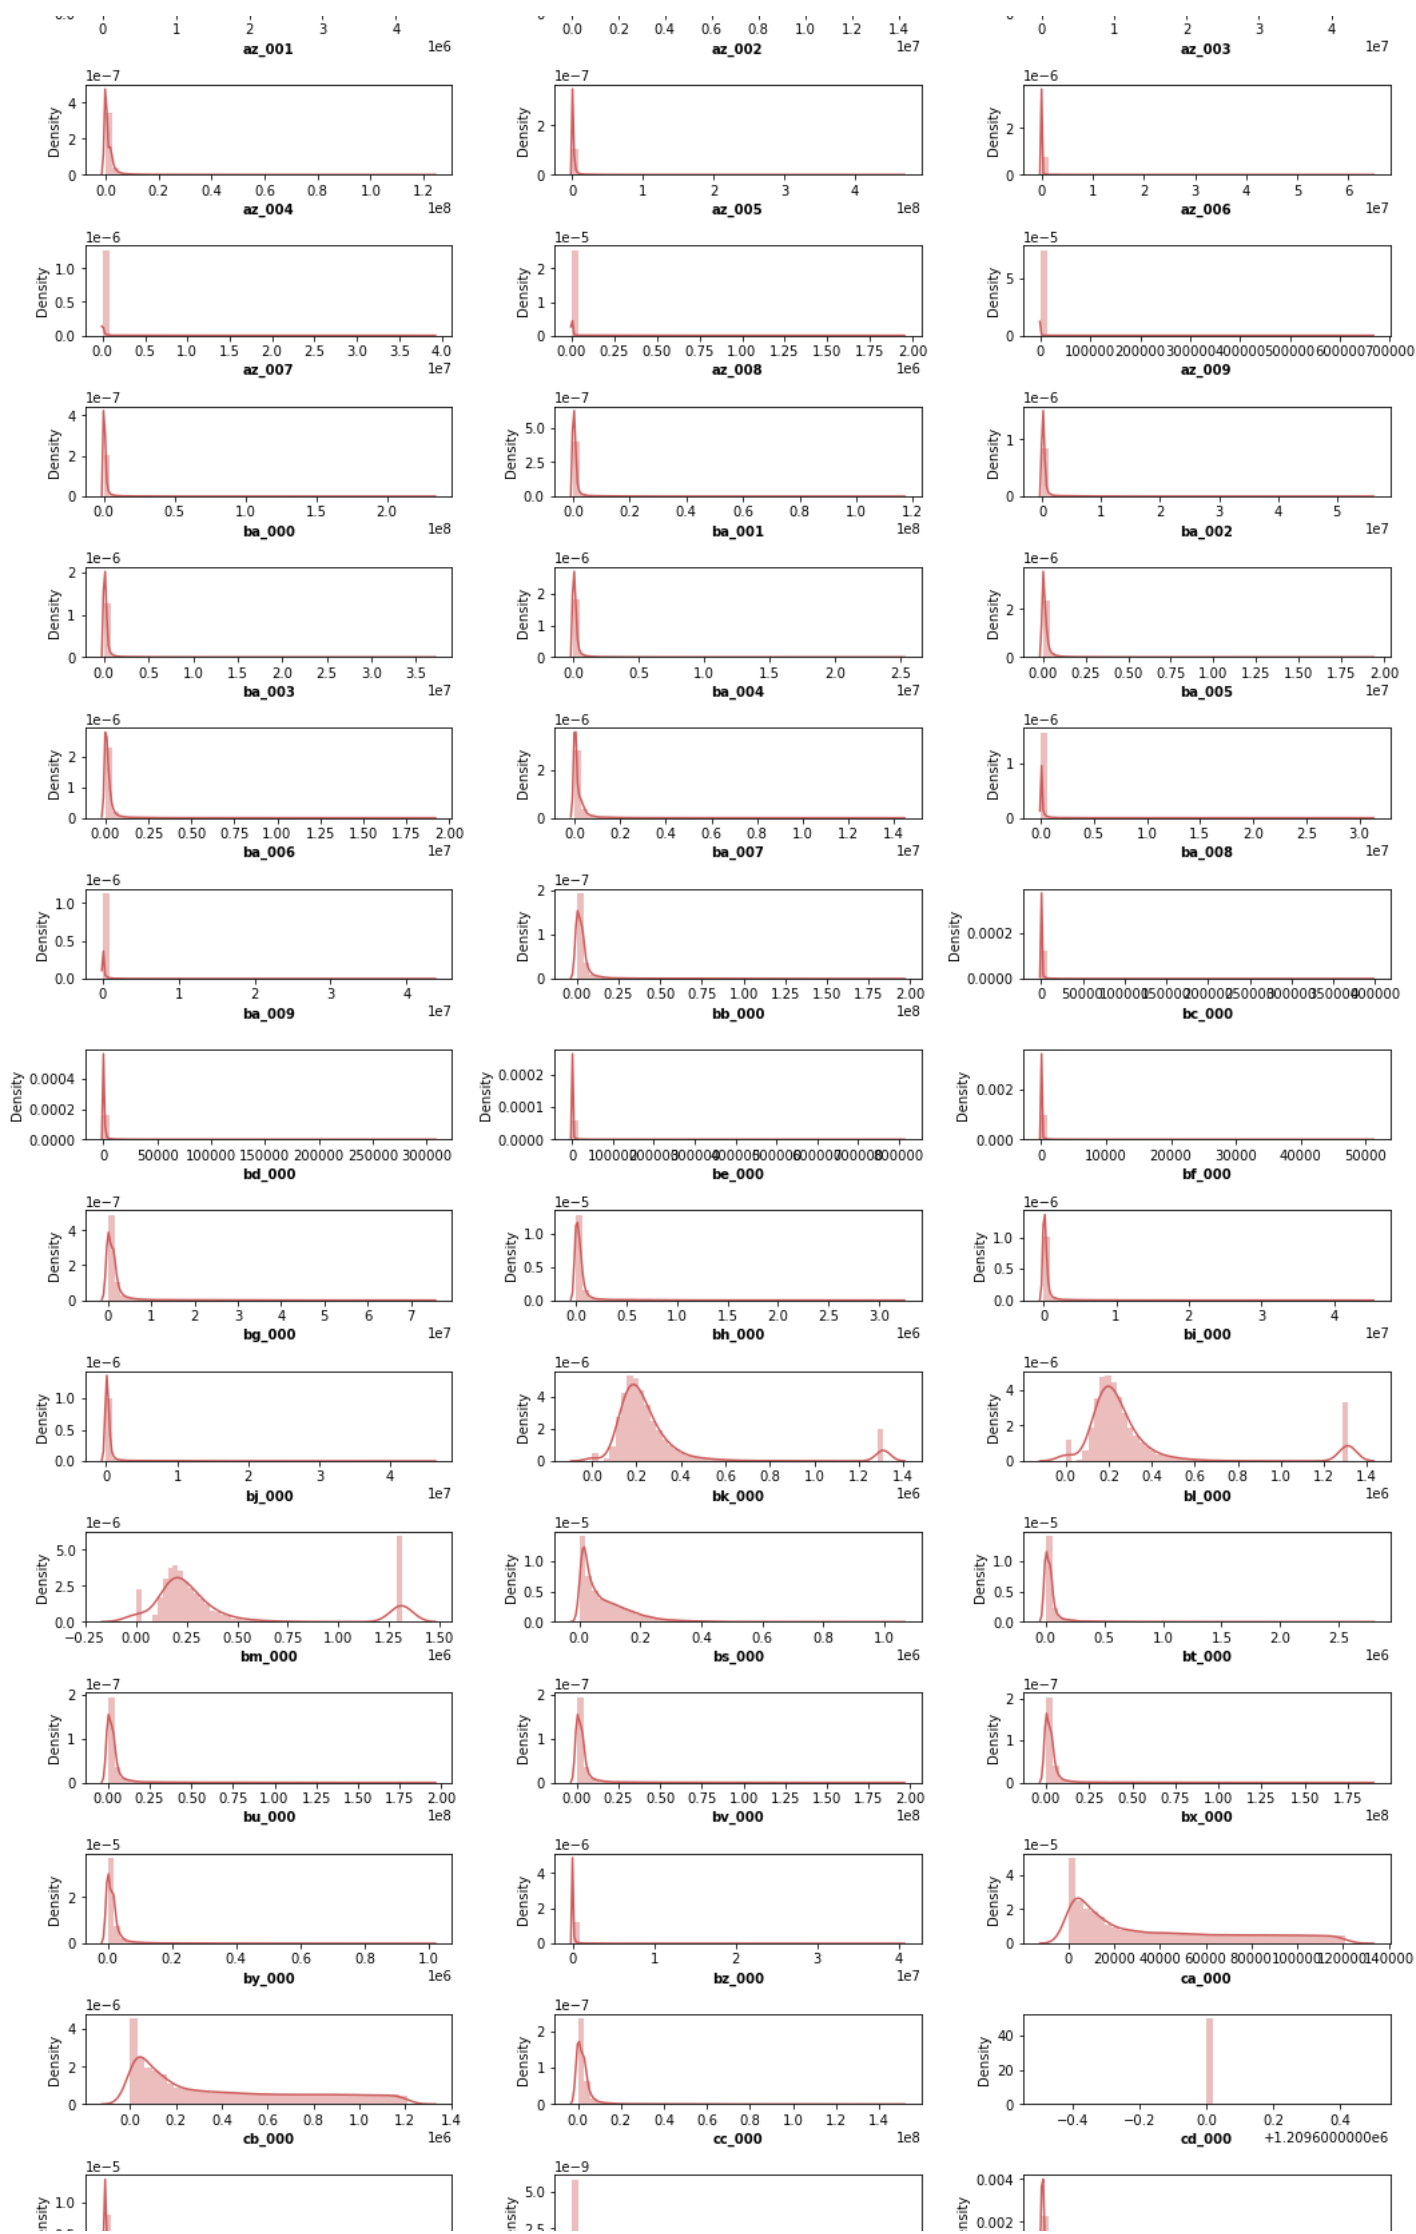 0 1 2 3 4
0.0 0.2 0.4 0.6 0.8 1.0 1.2 1.4
0 1 2 3 4
1e6 1e7 1e7
az_001 az_002 az_003
1e−7 1e−7 1e−6
Density 4 2 0
Density 2 0
Density 2 0
0.0 0.2 0.4 0.6 0.8 1.0 1.2
0 1 2 3 4
0 1 2 3 4 5 6
1e8 1e8 1e7
az_004 az_005 az_006
1e−6 1e−5 1e−5
Density 1.0 0.5 0.0
Density 2 1 0
Density 5 0
0.0 0.5 1.0 1.5 2.0 2.5 3.0 3.5 4.0
0.00 0.25 0.50 0.75 1.00 1.25 1.50 1.75 2.00
0 100000 200000 300000 400000 500000 600000 700000
1e7 1e6
az_007 az_008 az_009
1e−7 1e−7 1e−6
Density 4 2 0
Density 5.0 2.5 0.0
Density 1 0
0.0 0.5 1.0 1.5 2.0
0.0 0.2 0.4 0.6 0.8 1.0 1.2
0 1 2 3 4 5
1e8 1e8 1e7
ba_000 ba_001 ba_002
1e−6 1e−6 1e−6
Density 2 1 0
Density 2 1 0
Density 2 0
0.0 0.5 1.0 1.5 2.0 2.5 3.0 3.5
0.0 0.5 1.0 1.5 2.0 2.5
0.00 0.25 0.50 0.75 1.00 1.25 1.50 1.75 2.00
1e7 1e7 1e7
ba_003 ba_004 ba_005
1e−6 1e−6 1e−6
Density 2 1 0
Density 2 0
Density 1 0
0.00 0.25 0.50 0.75 1.00 1.25 1.50 1.75 2.00
0.0 0.2 0.4 0.6 0.8 1.0 1.2 1.4
0.0 0.5 1.0 1.5 2.0 2.5 3.0
1e7 1e7 1e7
ba_006 ba_007 ba_008
1e−6 1e−7
Density 1.0 0.5 0.0
Density 2 1 0
Density 0.0002 0.0000
0 1 2 3 4
0.00 0.25 0.50 0.75 1.00 1.25 1.50 1.75 2.00
0 50000 100000 150000 200000 250000 300000 350000 400000
1e7 1e8
ba_009 bb_000 bc_000
Density 0.0004 0.0002 0.0000
Density 0.0002 0.0001 0.0000
Density 0.002 0.000
0 50000 100000 150000 200000 250000 300000
0 100000 200000 300000 400000 500000 600000 700000 800000
0 10000 20000 30000 40000 50000
bd_000 be_000 bf_000
1e−7 1e−5 1e−6
Density 4 2 0
Density 1.0 0.5 0.0
Density 1.0 0.5 0.0
0 1 2 3 4 5 6 7
0.0 0.5 1.0 1.5 2.0 2.5 3.0
0 1 2 3 4
1e7 1e6 1e7
bg_000 bh_000 bi_000
1e−6 1e−6 1e−6
Density 1.0 0.5 0.0
Density 4 2 0
Density 4 2 0
0 1 2 3 4
0.0 0.2 0.4 0.6 0.8 1.0 1.2 1.4
0.0 0.2 0.4 0.6 0.8 1.0 1.2 1.4
1e7 1e6 1e6
bj_000 bk_000 bl_000
1e−6 1e−5 1e−5
Density 5.0 2.5 0.0
Density 1.0 0.5 0.0
Density 1.0 0.5 0.0
−0.25 0.00 0.25 0.50 0.75 1.00 1.25 1.50
0.0 0.2 0.4 0.6 0.8 1.0
0.0 0.5 1.0 1.5 2.0 2.5
1e6 1e6 1e6
bm_000 bs_000 bt_000
1e−7 1e−7 1e−7
Density 2 1 0
Density 2 1 0
Density 2 1 0
0.00 0.25 0.50 0.75 1.00 1.25 1.50 1.75 2.00
0.00 0.25 0.50 0.75 1.00 1.25 1.50 1.75 2.00
0.00 0.25 0.50 0.75 1.00 1.25 1.50 1.75
1e8 1e8 1e8
bu_000 bv_000 bx_000
1e−5 1e−6 1e−5
Density 2 0
Density 4 2 0
Density 4 2 0
0.0 0.2 0.4 0.6 0.8 1.0
0 1 2 3 4
0 20000 40000 60000 80000 100000 120000 140000
1e6 1e7
by_000 bz_000 ca_000
1e−6 1e−7
Density 4 2 0
Density 2 1 0
Density 40 20 0
0.0 0.2 0.4 0.6 0.8 1.0 1.2 1.4
0.0 0.2 0.4 0.6 0.8 1.0 1.2 1.4
−0.4 −0.2 0.0 0.2 0.4
1e6 1e8 +1.2096000000e6
cb_000 cc_000 cd_000
1e−5 1e−9
1.0
5.0 2.5
0.004 0.002